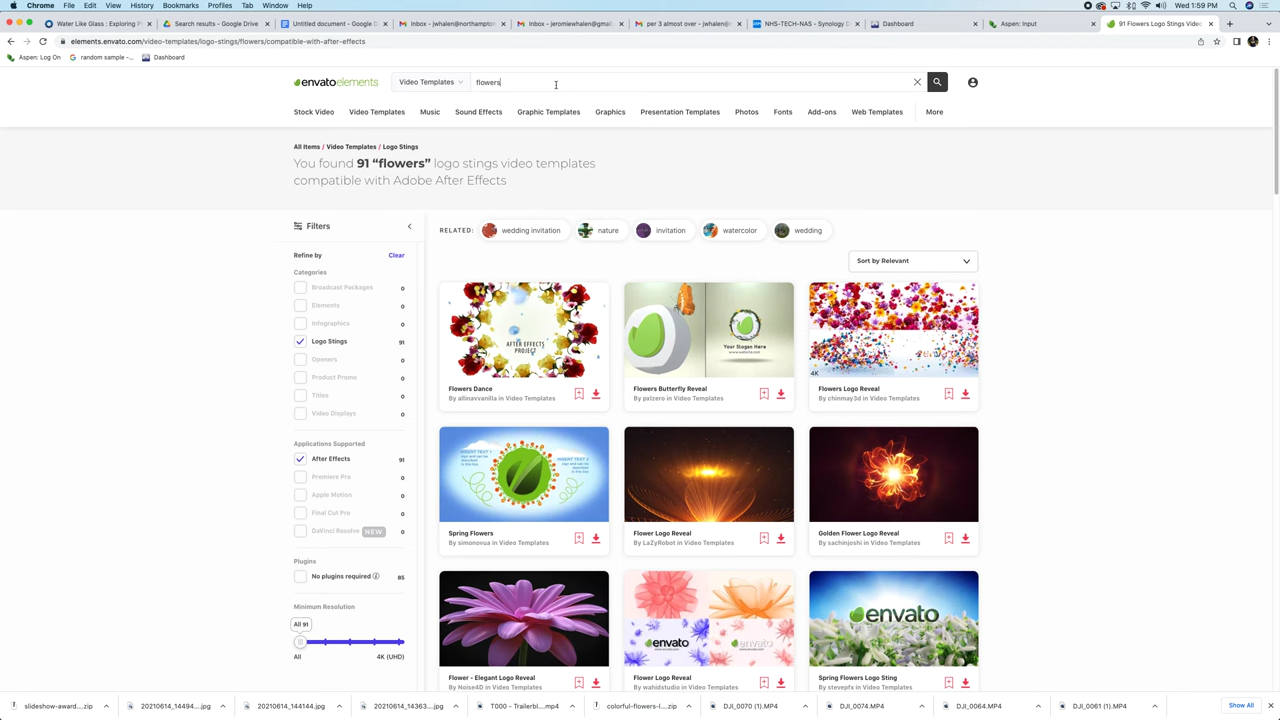 Chrome File Edit View History Bookmarks Profiles Tab Window Help Wed 1:59 PM
Water Like Glass : Exploring P
Search results - Google Drive
Untitled document - Google D
Inbox - jwhalen@northampton
Inbox - jeromiewhalen@gmail.
per 3 almost over - jwhalen@
NHS-TECH-NAS - Synology D
Dashboard
Aspen: Input
91 Flowers Logo Stings Video
elements.envato.com/video-templates/logo-stings/flowers/compatible-with-after-effects
Aspen: Log On random sample -... Dashboard
envatoelements Video Templates flowers
Stock Video Video Templates Music Sound Effects Graphic Templates Graphics Presentation Templates Photos Fonts Add-ons Web Templates More
All Items / Video Templates / Logo Stings
You found 91 “flowers” logo stings video templates
compatible with Adobe After Effects
Filters
Refine by Clear
Categories
Broadcast Packages 0
Elements 0
Infographics 0
Logo Stings 91
Openers 0
Product Promo 0
Titles 0
Video Displays 0
Applications Supported
After Effects 91
Premiere Pro 0
Apple Motion 0
Final Cut Pro 0
DaVinci Resolve NEW 0
Plugins
No plugins required 85
Minimum Resolution
All 91
All 4K (UHD)
RELATED: wedding invitation nature invitation watercolor wedding
Sort by Relevant
AFTER EFFECTS
PROJECT
Flowers Dance
By allinavvanilla in Video Templates
Your Slogan Here
Flowers Butterfly Reveal
By pxlzero in Video Templates
4K
Flowers Logo Reveal
By chinmay3d in Video Templates
INSERT TEXT 1
INSERT TEXT 2
Spring Flowers
By simonovua in Video Templates
Flower Logo Reveal
By LaZyRobot in Video Templates
Golden Flower Logo Reveal
By sachinjoshi in Video Templates
Flower - Elegant Logo Reveal
By Noise4D in Video Templates
envato
envato
Flower Logo Reveal
By wahidstudio in Video Templates
envato
Spring Flowers Logo Sting
By stevepfx in Video Templates
slideshow-award....zip
20210614_14494....jpg
20210614_144144.jpg
20210614_14363....jpg
T000 - Trailerbl....mp4
colorful-flowers-l....zip
DJI_0070 (1).MP4
DJI_0074.MP4
DJI_0064.MP4
DJI_0061 (1).MP4
Show All